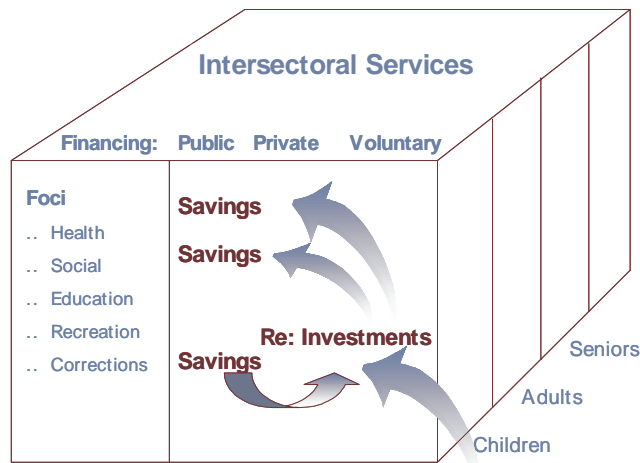 Intersectoral Services
Financing: Public Private Voluntary
Foci
.. Health
.. Social
.. Education
.. Recreation
.. Corrections
Savings
Savings
Re: Investments
Savings
Seniors
Adults
Children